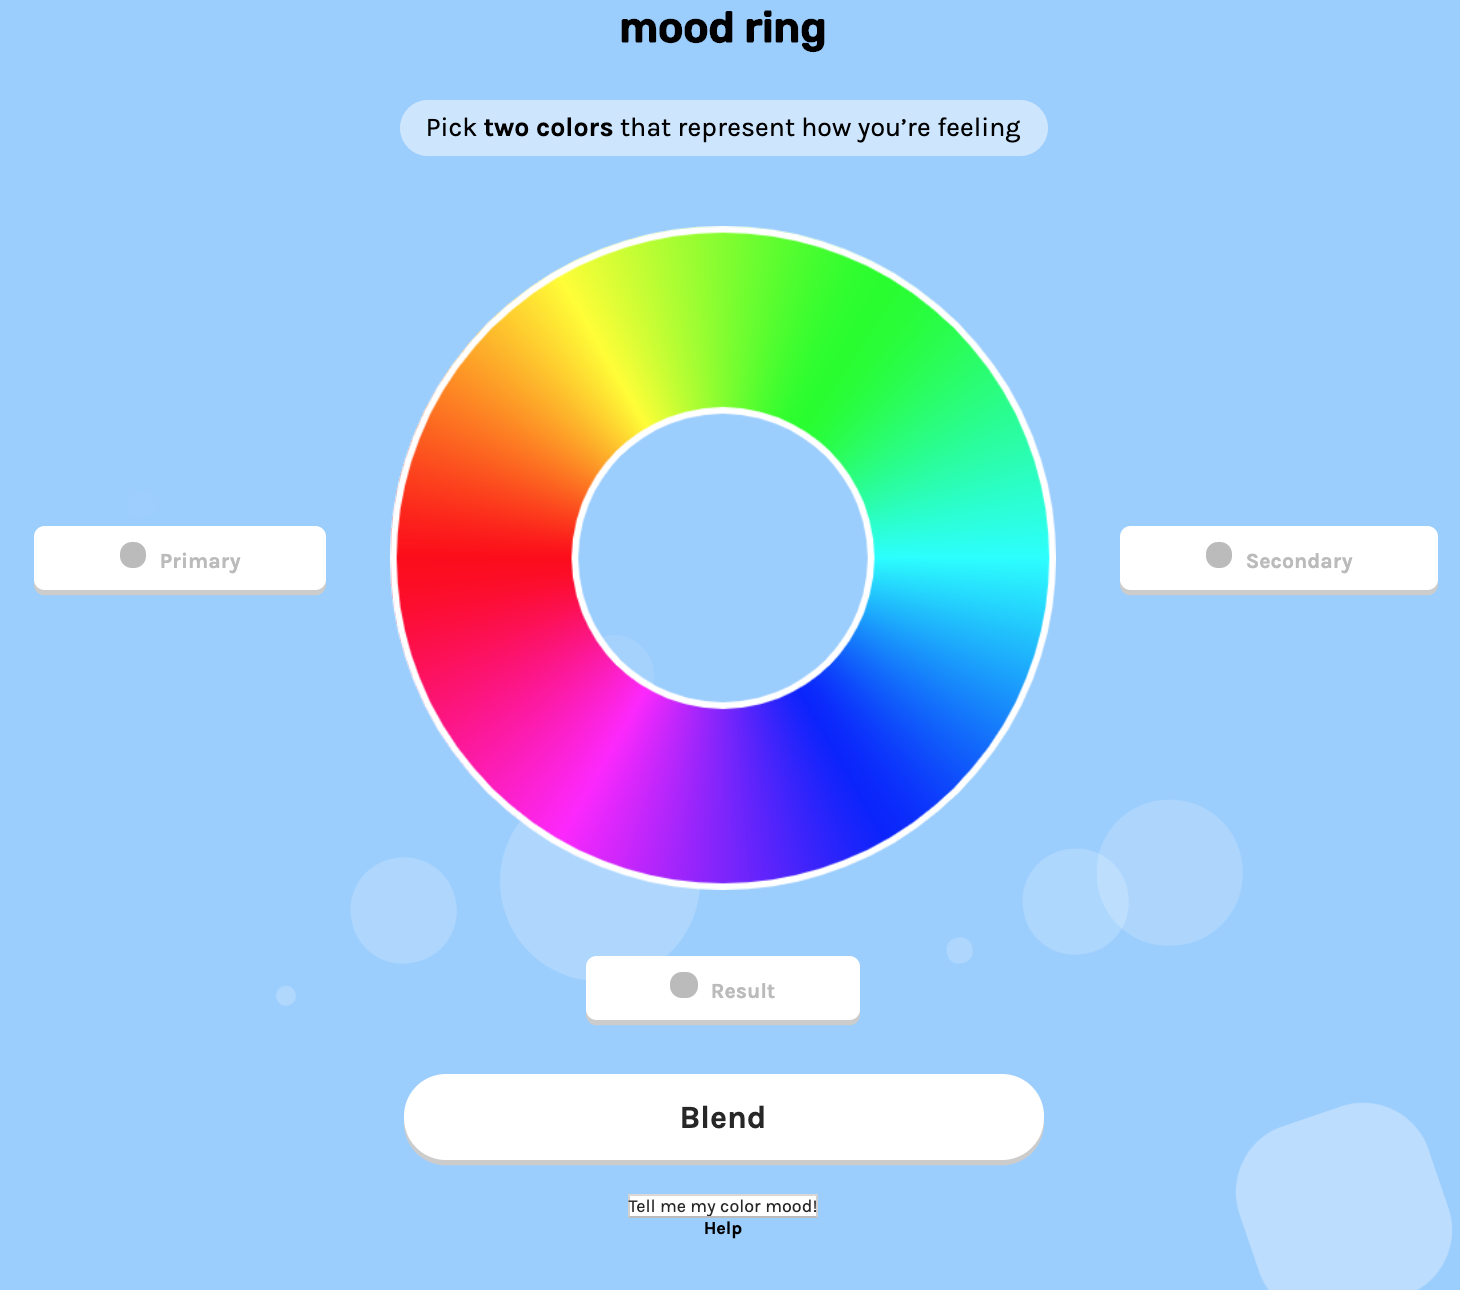 mood ring
Pick two colors that represent how you’re feeling
Primary
Secondary
Result
Blend
Tell me my color mood!
Help